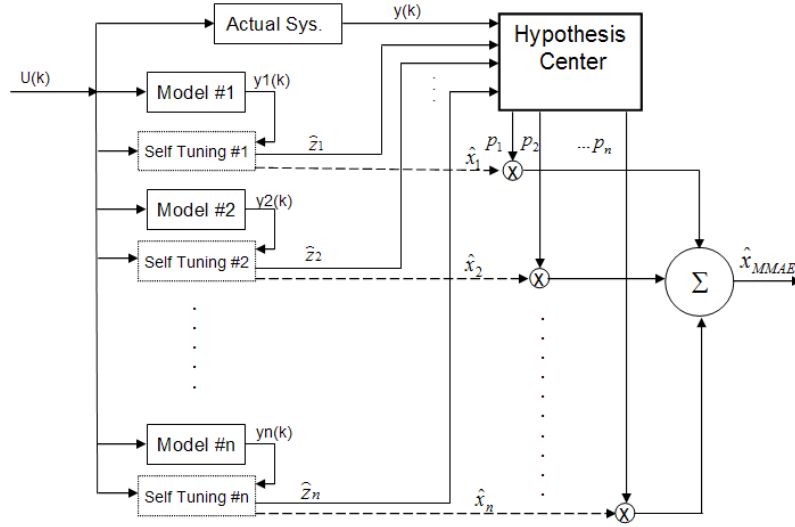 Actual Sys.
y(k)
Hypothesis
Center
U(k)
Model #1
y1(k)
Self Tuning #1
ẑ1
x̂1
p1
p2
...pn
X
Model #2
y2(k)
Self Tuning #2
ẑ2
x̂2
X
Σ
x̂MMAE
Model #n
yn(k)
Self Tuning #n
ẑn
x̂n
X